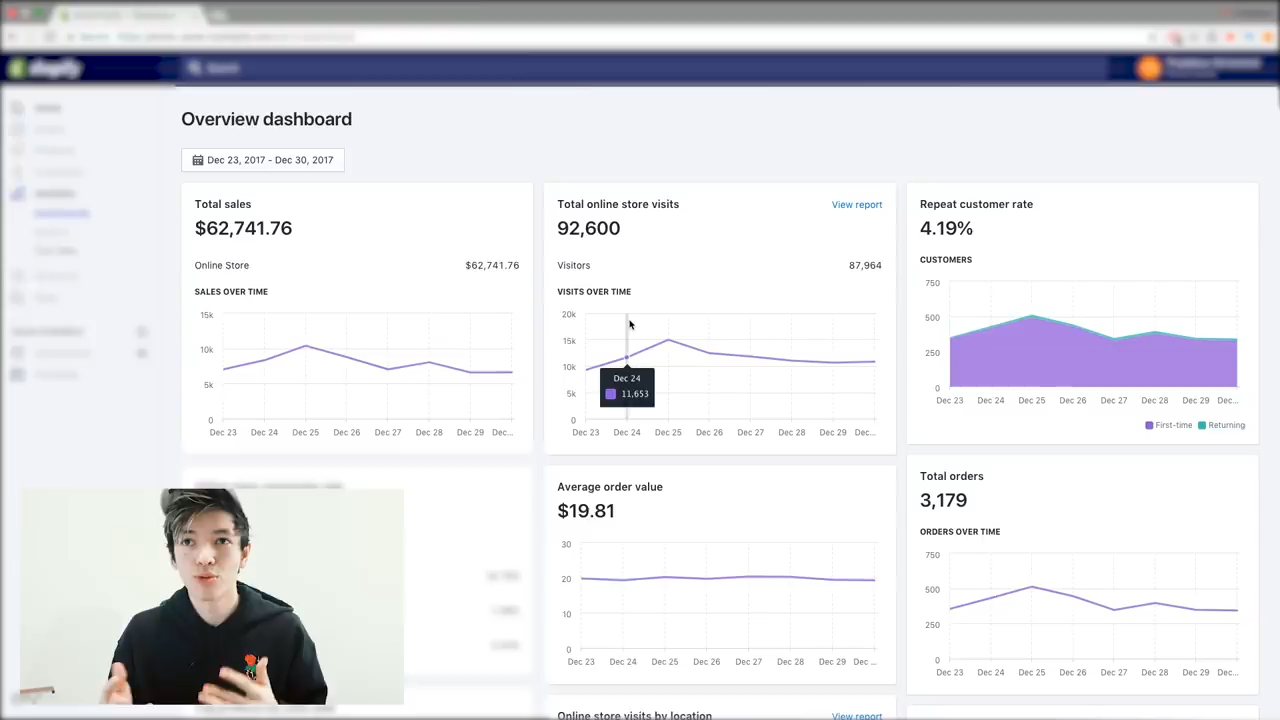 Overview dashboard
Dec 23, 2017 - Dec 30, 2017
Total sales
$62,741.76
Online Store $62,741.76
SALES OVER TIME
15k
10k
5k
0
Dec 23 Dec 24 Dec 25 Dec 26 Dec 27 Dec 28 Dec 29 Dec...
Total online store visits View report
92,600
Visitors 87,964
VISITS OVER TIME
20k
15k
10k
5k
0
Dec 24
11,653
Dec 23 Dec 24 Dec 25 Dec 26 Dec 27 Dec 28 Dec 29 Dec...
Repeat customer rate
4.19%
CUSTOMERS
750
500
250
0
Dec 23 Dec 24 Dec 25 Dec 26 Dec 27 Dec 28 Dec 29 Dec...
First-time Returning
Average order value
$19.81
30
20
10
0
Dec 23 Dec 24 Dec 25 Dec 26 Dec 27 Dec 28 Dec 29 Dec ...
Total orders
3,179
ORDERS OVER TIME
750
500
250
0
Dec 23 Dec 24 Dec 25 Dec 26 Dec 27 Dec 28 Dec 29 Dec...
Online store visits by location View report